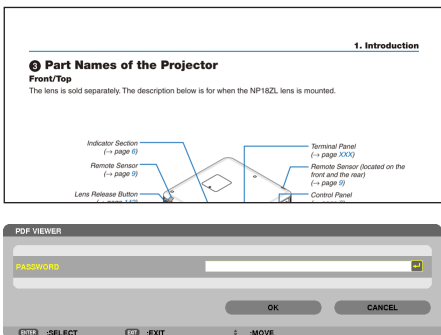 1. Introduction
❸ Part Names of the Projector
Front/Top
The lens is sold separately. The description below is for when the NP18ZL lens is mounted.
Indicator Section
(→ page 6)
Remote Sensor
(→ page 9)
Lens Release Button
Terminal Panel
(→ page XXX)
Remote Sensor (located on the
front and the rear)
(→ page 9)
Control Panel
PDF VIEWER
PASSWORD
OK
CANCEL
ENTER :SELECT EXIT :EXIT :MOVE